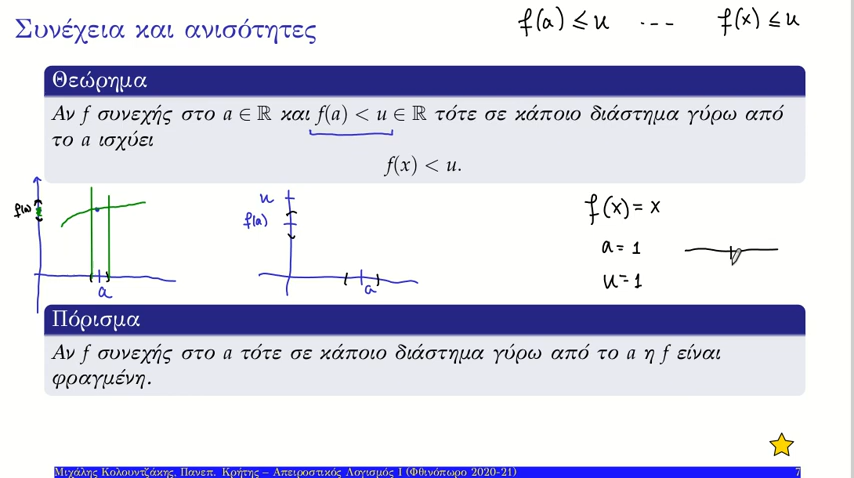 Συνέχεια και ανισότητες
f(a) ≤ u --- f(x) ≤ u
Θεώρημα
Αν f συνεχής στο a ∈ ℝ και f(a) < u ∈ ℝ τότε σε κάποιο διάστημα γύρω από
το a ισχύει
f(x) < u.
f(a)
a
u
f(a)
a
f(x) = x
a = 1
u = 1
Πόρισμα
Αν f συνεχής στο a τότε σε κάποιο διάστημα γύρω από το a η f είναι
φραγμένη.
Μιχάλης Κολουντζάκης, Πανεπ. Κρήτης – Απειροστικός Λογισμός Ι (Φθινόπωρο 2020-21) 7